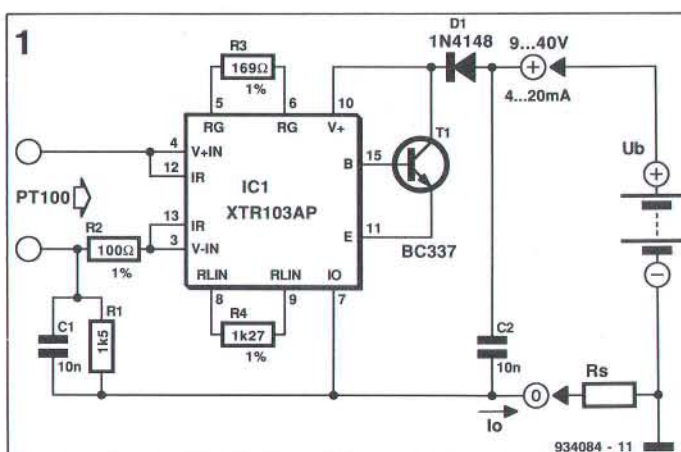 1
D1
1N4148
9...40V
4...20mA
R3
169Ω
1%
5
6
10
RG
RG
V+
4
V+IN
12
IR
T1
B
15
Ub
PT100
IC1
XTR103AP
13
IR
R2
100Ω
1%
3
V-IN
E
11
BC337
RLIN
RLIN
IO
8
9
7
R4
1k27
1%
C1
10n
R1
1k5
C2
10n
Rs
0
Io
934084 - 11